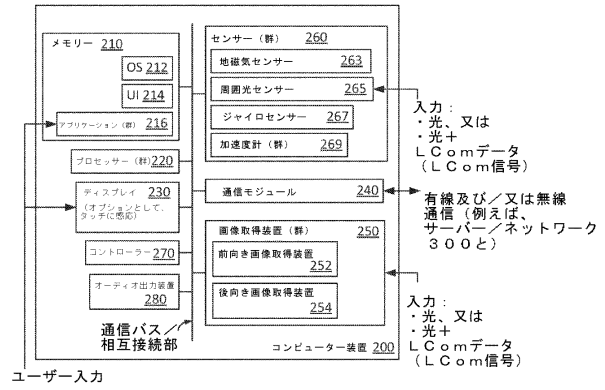 メモリー 210
OS 212
UI 214
アプリケーション（群） 216
プロセッサー（群）220
ディスプレイ 230
（オプションとして、
タッチに感応）
コントローラー 270
オーディオ出力装置
280
通信バス／
相互接続部
センサー（群） 260
地磁気センサー 263
周囲光センサー 265
ジャイロセンサー 267
加速度計（群） 269
通信モジュール 240
画像取得装置（群） 250
前向き画像取得装置
252
後向き画像取得装置
254
コンピューター装置 200
入力：
・光、又は
・光＋
ＬＣｏｍデータ
（ＬＣｏｍ信号）
有線及び／又は無線
通信（例えば、
サーバー／ネットワーク
３００と）
入力：
・光、又は
・光＋
ＬＣｏｍデータ
（ＬＣｏｍ信号）
ユーザー入力